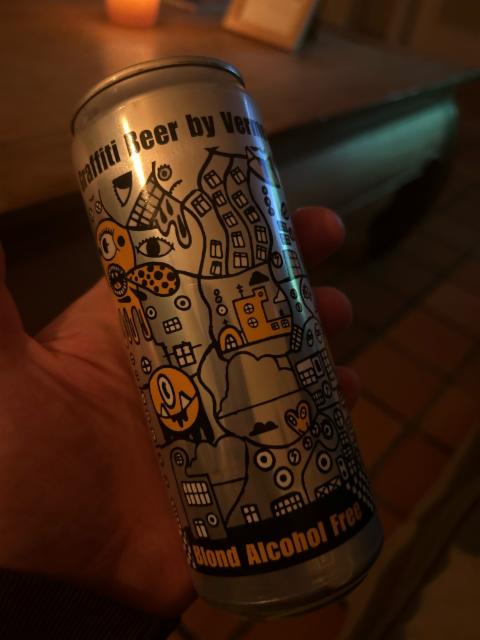 Graffiti Beer by
Blond Alcohol Free